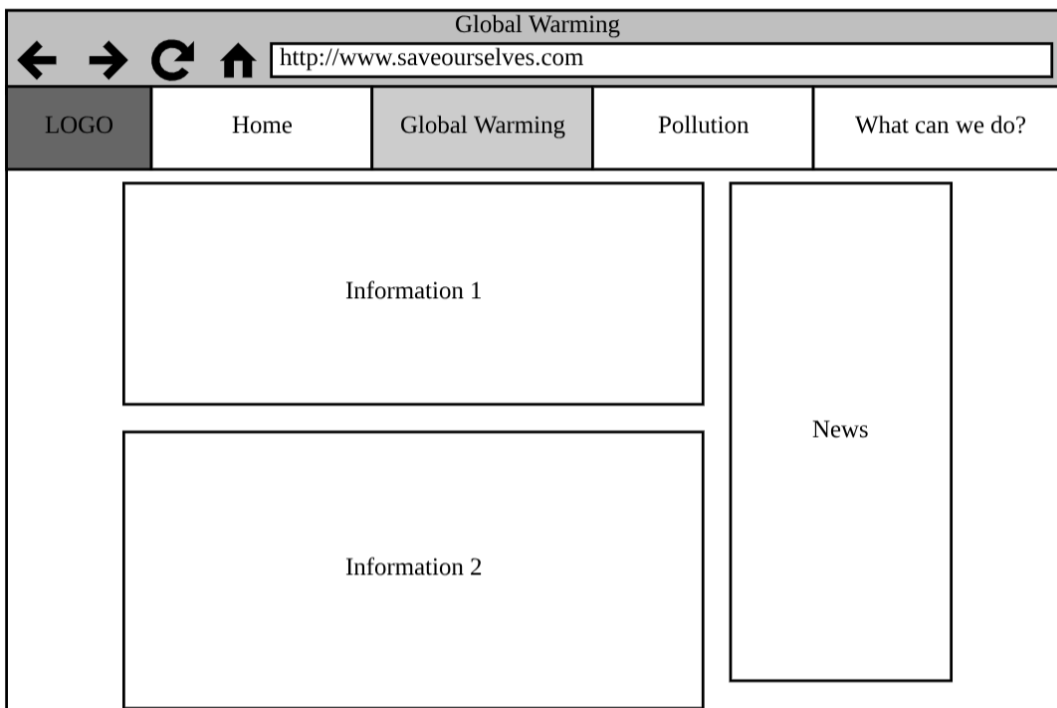 Global Warming
http://www.saveourselves.com
LOGO
Home
Global Warming
Pollution
What can we do?
Information 1
News
Information 2